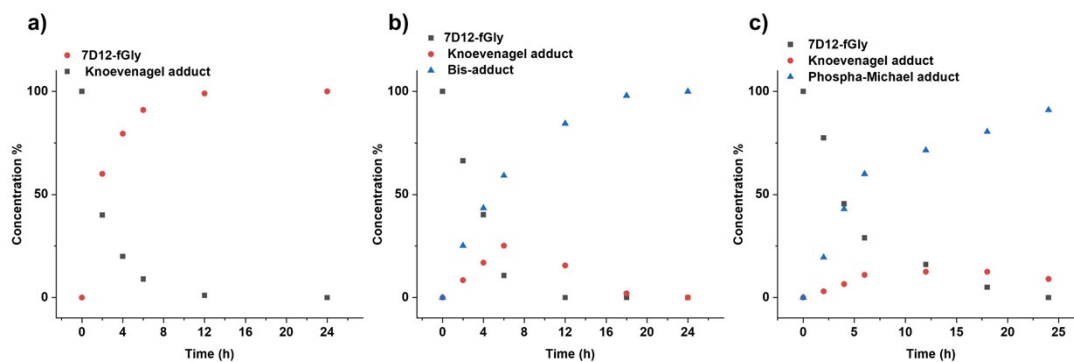 a)
7D12-fGly
Knoevenagel adduct
100
50
0
Concentration %
0 4 8 12 16 20 24
Time (h)
b)
7D12-fGly
Knoevenagel adduct
Bis-adduct
100
50
0
Concentration %
0 4 8 12 16 20 24
Time (h)
c)
7D12-fGly
Knoevenagel adduct
Phospha-Michael adduct
100
50
0
Concentration %
0 5 10 15 20 25
Time (h)